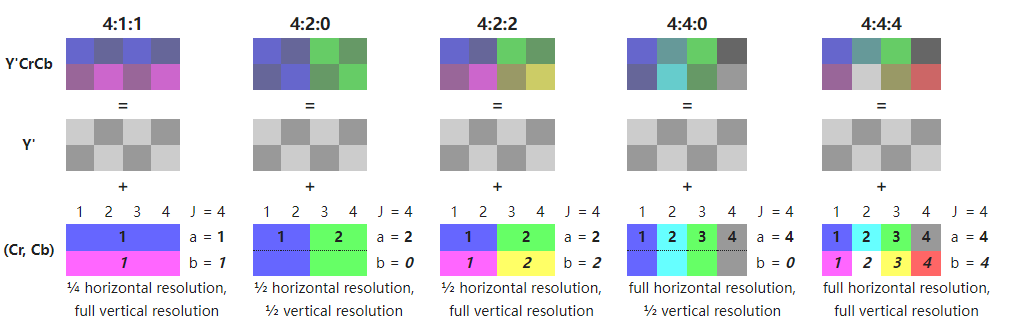 4:1:1 4:2:0 4:2:2 4:4:0 4:4:4
Y'CrCb
= = = = =
Y'
+ + + + +
1 2 3 4 J = 4 1 2 3 4 J = 4 1 2 3 4 J = 4 1 2 3 4 J = 4 1 2 3 4 J = 4
(Cr, Cb)
1 a = 1 1 2 a = 2 1 2 a = 2 1 2 3 4 a = 4 1 2 3 4 a = 4
1 b = 1 b = 0 1 2 b = 2 b = 0 1 2 3 4 b = 4
¼ horizontal resolution, ½ horizontal resolution, ½ horizontal resolution, full horizontal resolution, full horizontal resolution,
full vertical resolution ½ vertical resolution full vertical resolution ½ vertical resolution full vertical resolution